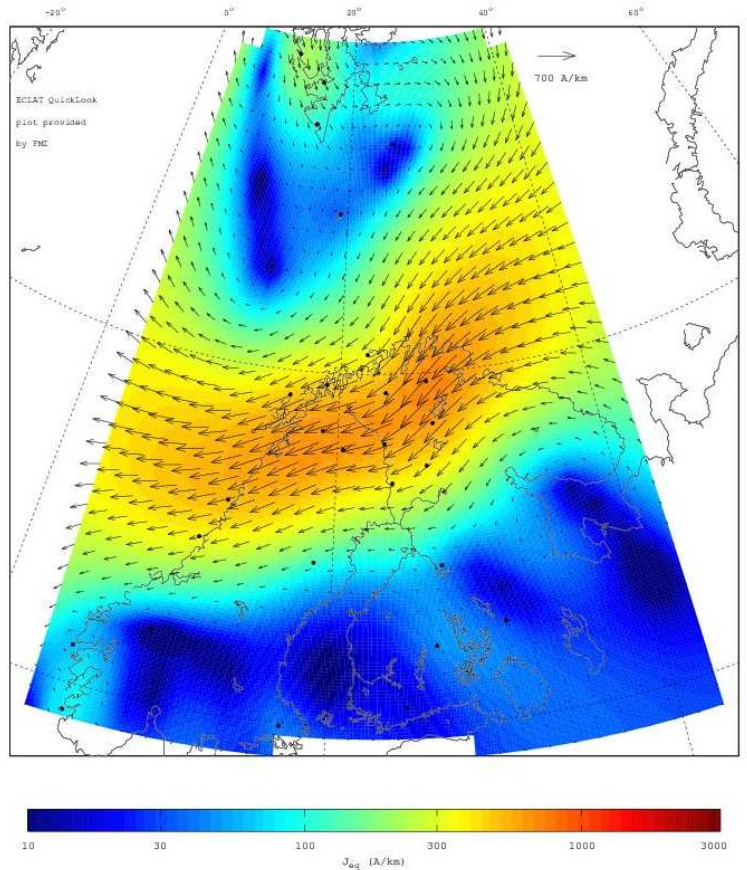 -20° 0° 20° 40° 60°
700 A/km
ECLAT QuickLook
plot provided
by FMI
10 30 100 300 1000 3000
Jeq (A/km)